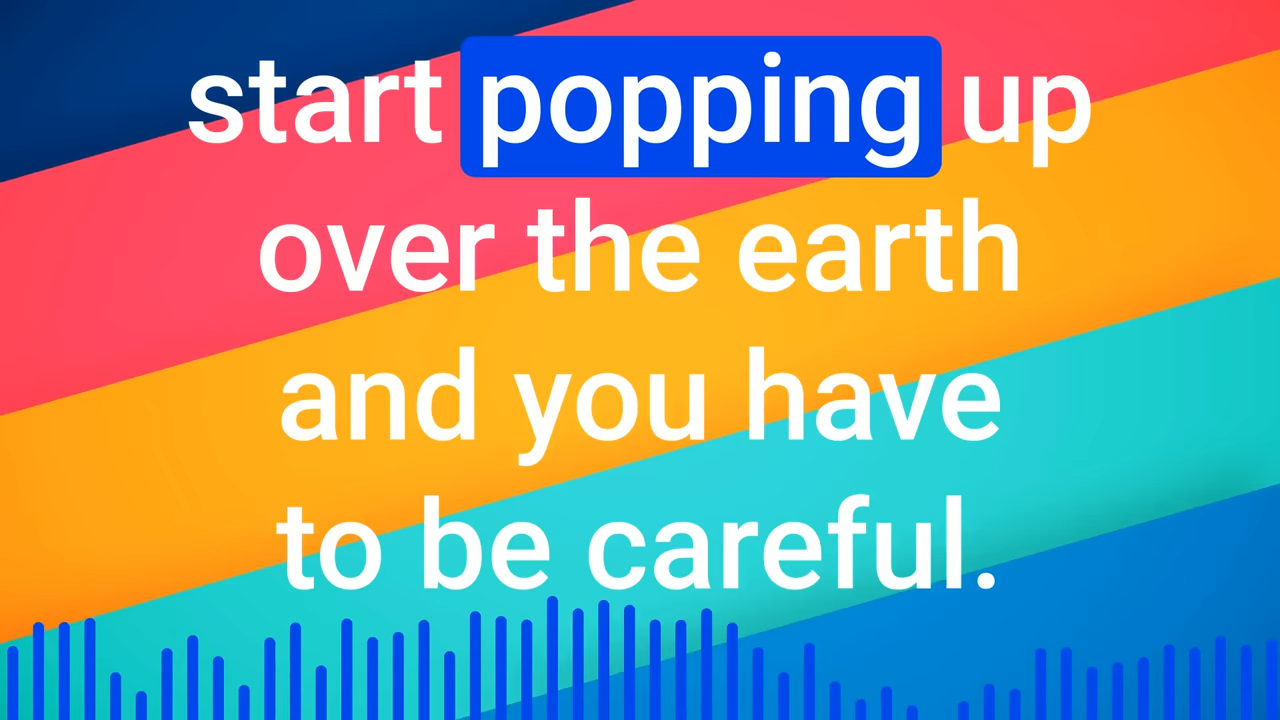 start popping up
over the earth
and you have
to be careful.